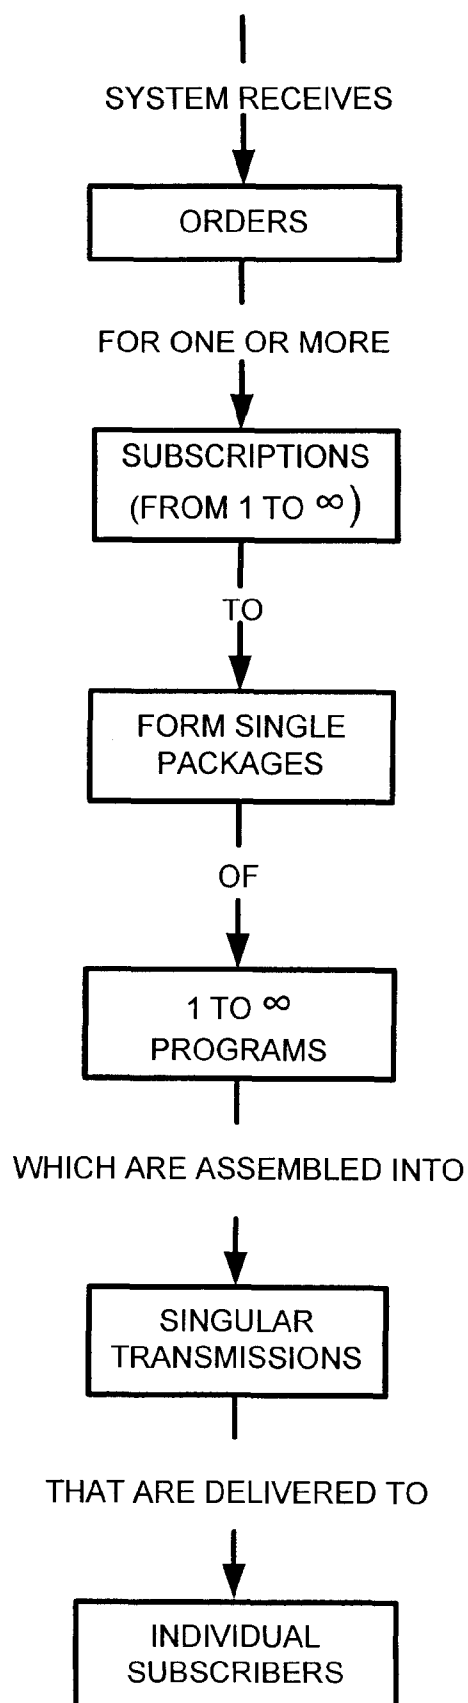 SYSTEM RECEIVES
ORDERS
FOR ONE OR MORE
SUBSCRIPTIONS
(FROM 1 TO ∞)
TO
FORM SINGLE
PACKAGES
OF
1 TO ∞
PROGRAMS
WHICH ARE ASSEMBLED INTO
SINGULAR
TRANSMISSIONS
THAT ARE DELIVERED TO
INDIVIDUAL
SUBSCRIBERS